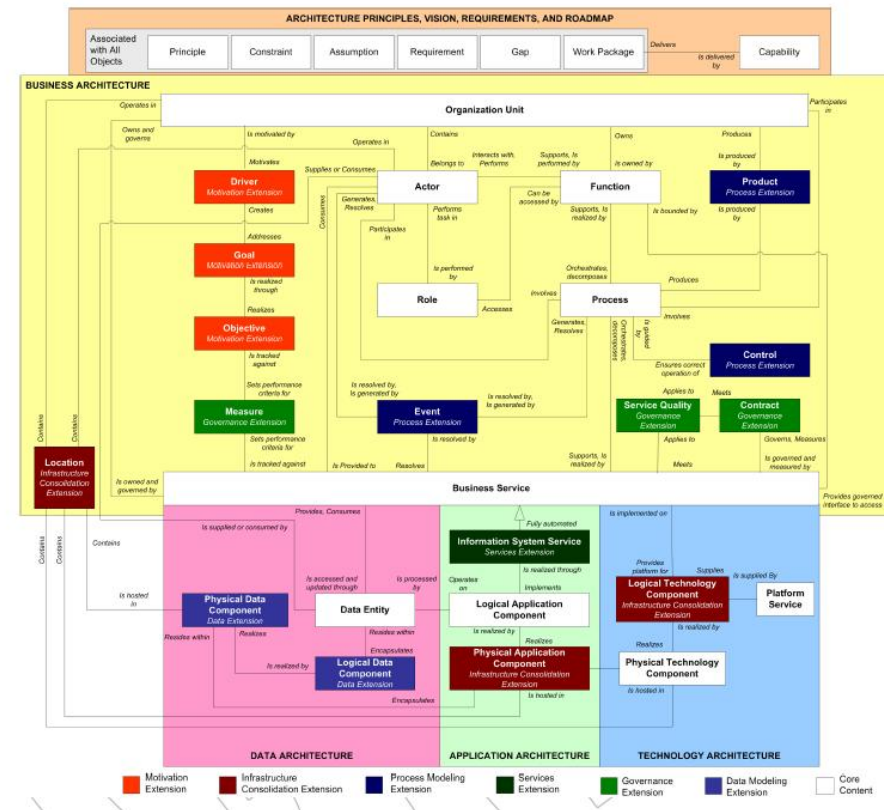 ARCHITECTURE PRINCIPLES, VISION, REQUIREMENTS, AND ROADMAP
Associated
with All
Objects
Principle
Constraint
Assumption
Requirement
Gap
Work Package
Delivers
Is delivered
by
Capability
BUSINESS ARCHITECTURE
Operates in
Organization Unit
Participates
in
Owns and
governs
Is motivated by
Operates in
Contains
Owns
Produces
Motivates
Supplies or Consumes
Belongs to
Interacts with,
Performs
Supports, Is
performed by
Is owned by
Is produced
by
Driver
Motivation Extension
Actor
Function
Product
Process Extension
Creates
Consumes
Generates,
Resolves
Performs
task in
Can be
accessed by
Supports, Is
realized by
Is bounded by
Is produced
by
Participates
in
Addresses
Goal
Motivation Extension
Is realized
through
Is performed
by
Orchestrates,
decomposes
Produces
Role
Accesses
Involves
Process
Involves
Realizes
Objective
Motivation Extension
Generates,
Resolves
Orchestrates,
decomposes
Is guided
by
Is tracked
against
Ensures correct
operation of
Control
Process Extension
Sets performance
criteria for
Is resolved by,
Is generated by
Is resolved by,
Is generated by
Applies to
Meets
Measure
Governance Extension
Event
Process Extension
Service Quality
Governance
Extension
Contract
Governance
Extension
Contains
Contains
Sets performance
criteria for
Is resolved by
Supports, Is
realized by
Applies to
Governs, Measures
Location
Infrastructure
Consolidation
Extension
Is owned and
governed by
Is tracked against
Is Provided to
Resolves
Meets
Is governed and
measured by
Business Service
Provides governed
interface to access
Contains
Contains
Contains
Is supplied or consumed by
Provides, Consumes
Fully automated
Is implemented on
Information System Service
Services Extension
Is accessed and
updated through
Is processed
by
Operates
on
Is realized through
Implements
Provides
platform for
Supplies
Is supplied By
Is hosted
in
Physical Data
Component
Data Extension
Data Entity
Logical Application
Component
Logical Technology
Component
Infrastructure Consolidation
Extension
Platform
Service
Resides within
Realizes
Resides within
Is realized by
Realizes
Is realized by
Is realized by
Encapsulates
Logical Data
Component
Data Extension
Physical Application
Component
Infrastructure Consolidation
Extension
Realizes
Physical Technology
Component
Encapsulates
Is hosted in
Is hosted in
DATA ARCHITECTURE
APPLICATION ARCHITECTURE
TECHNOLOGY ARCHITECTURE
Motivation
Extension
Infrastructure
Consolidation Extension
Process Modeling
Extension
Services
Extension
Governance
Extension
Data Modeling
Extension
Core
Content